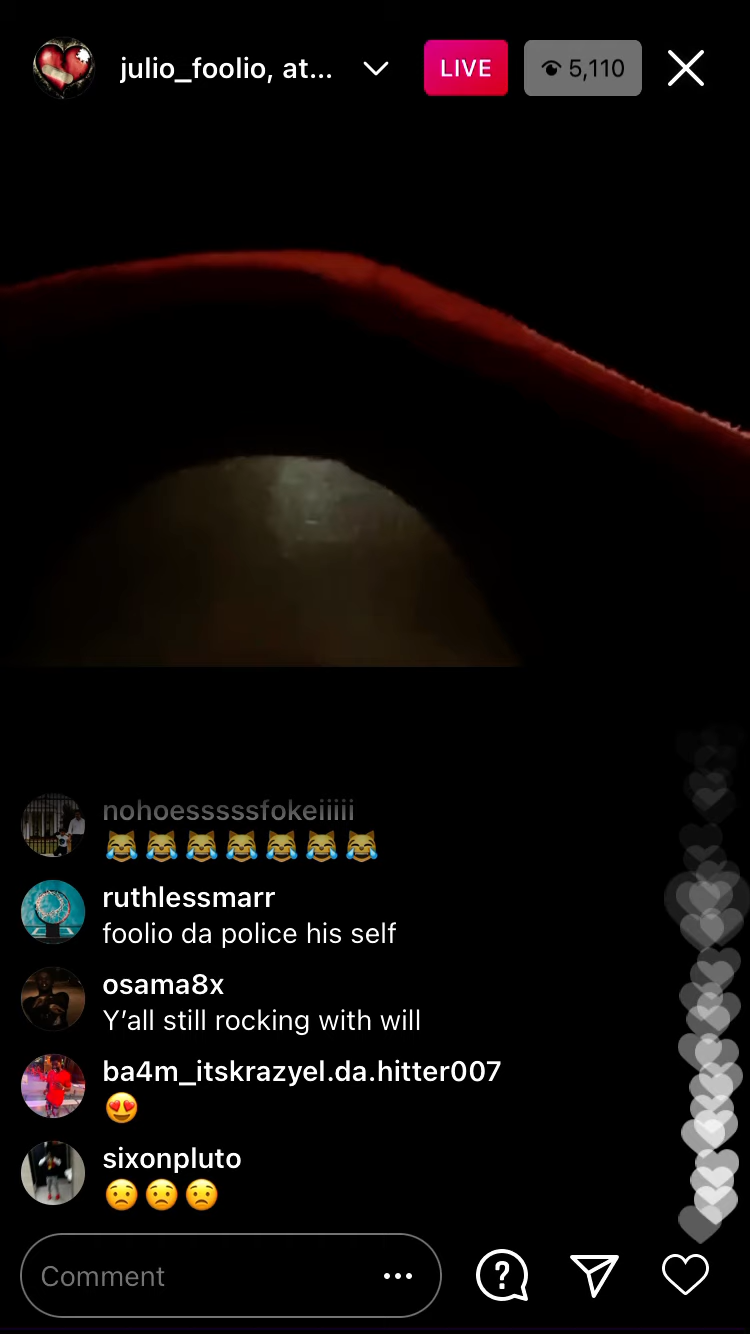 julio_foolio, at...
LIVE
5,110
nohoesssssfokeiiiii
😹😹😹😹😹😹😹
ruthlessmarr
foolio da police his self
osama8x
Y’all still rocking with will
ba4m_itskrazyel.da.hitter007
😍
sixonpluto
😟😟😟
Comment